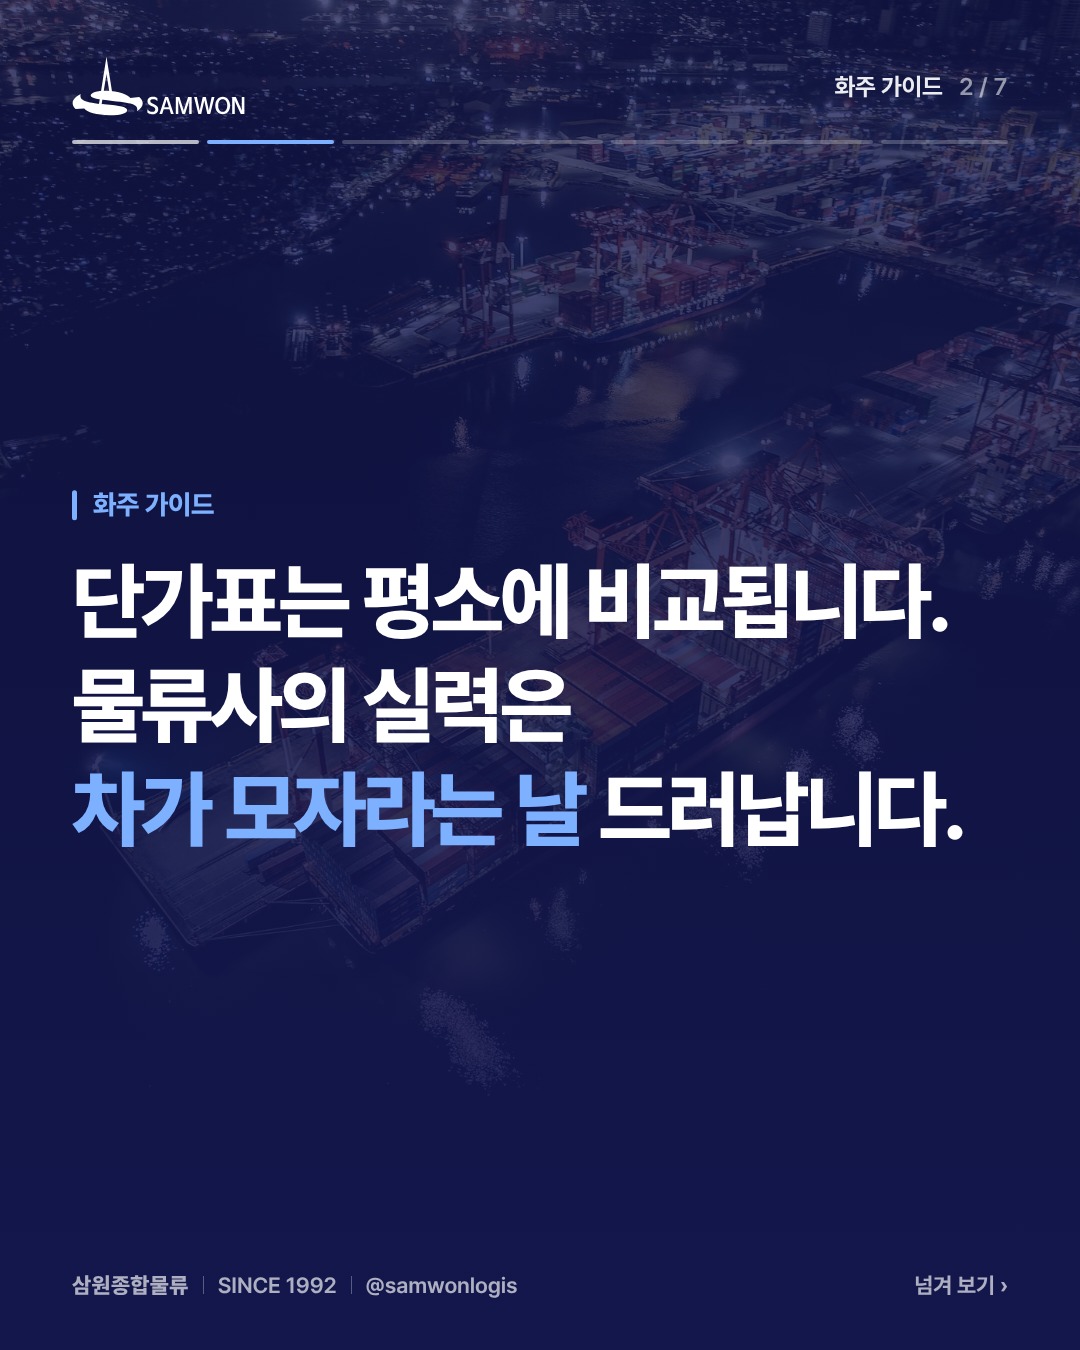 SAMWON
화주 가이드 2 / 7
화주 가이드
단가표는 평소에 비교됩니다.
물류사의 실력은
차가 모자라는 날 드러납니다.
삼원종합물류 | SINCE 1992 | @samwonlogis
넘겨 보기 ›